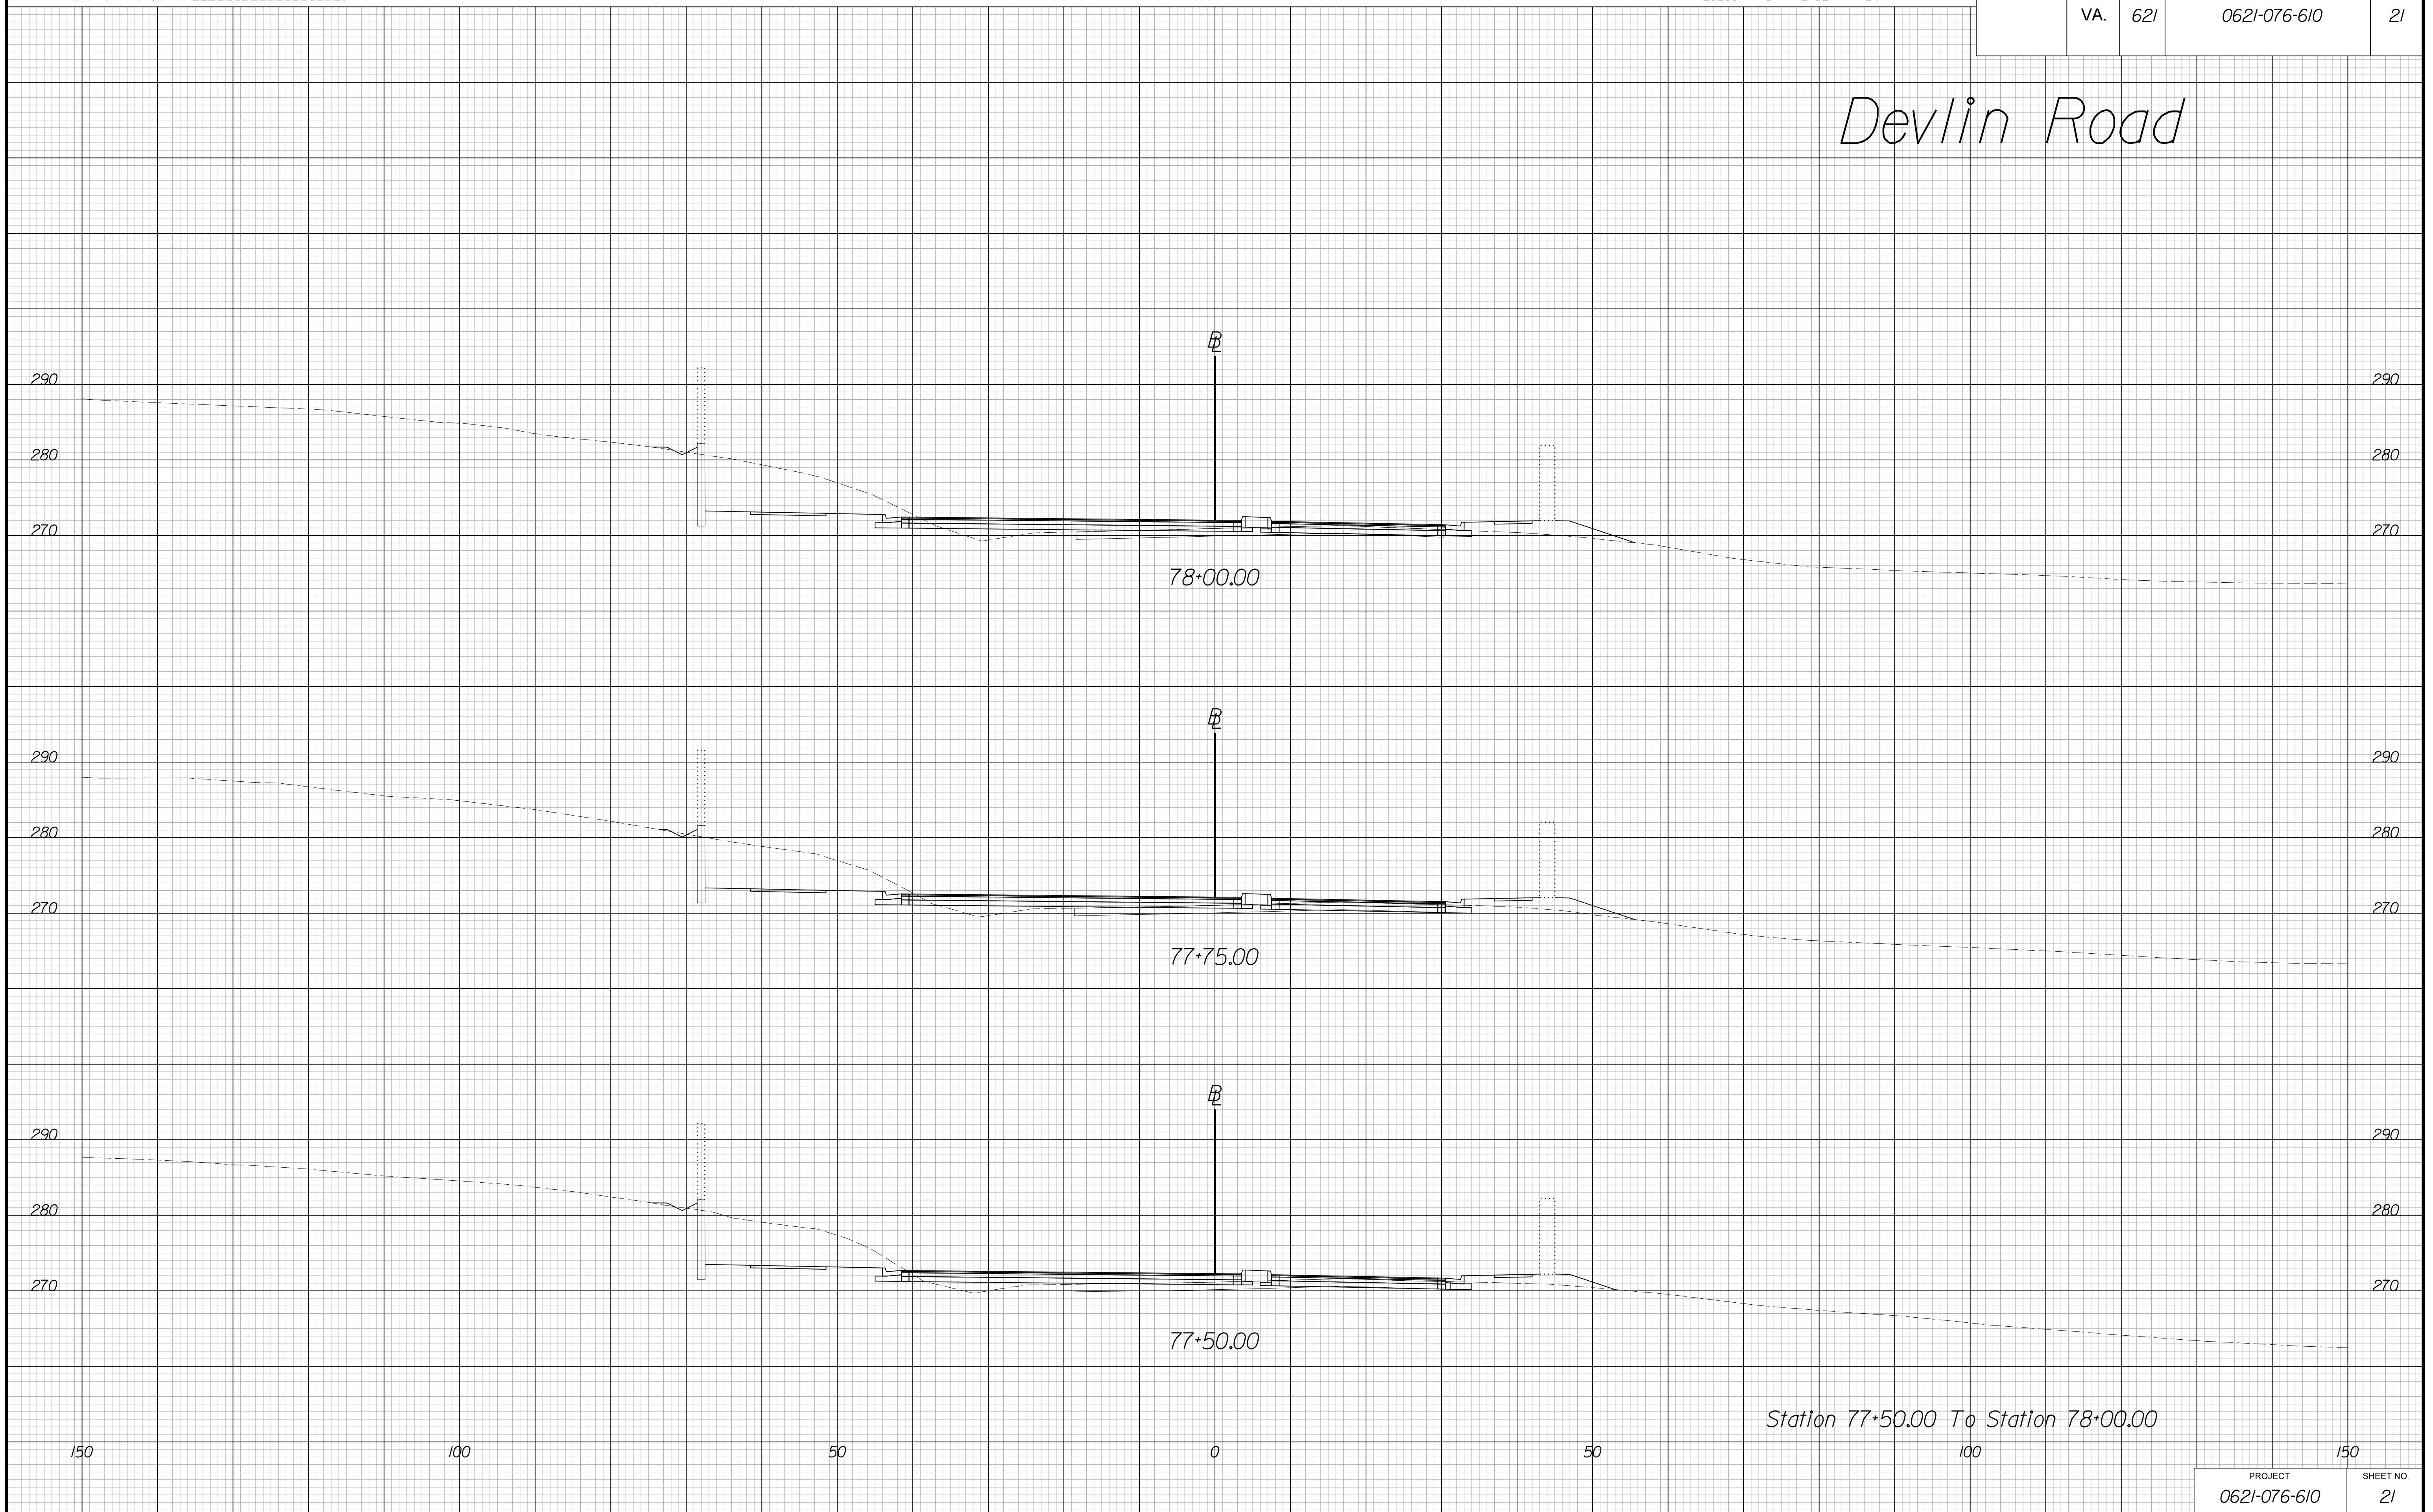 VA. 621 0621-076-610 21
Devlin Road
BL
290 290
280 280
270 270
78+00.00
BL
290 290
280 280
270 270
77+75.00
BL
290 290
280 280
270 270
77+50.00
Station 77+50.00 To Station 78+00.00
150 100 50 0 50 100 150
PROJECT SHEET NO.
0621-076-610 21